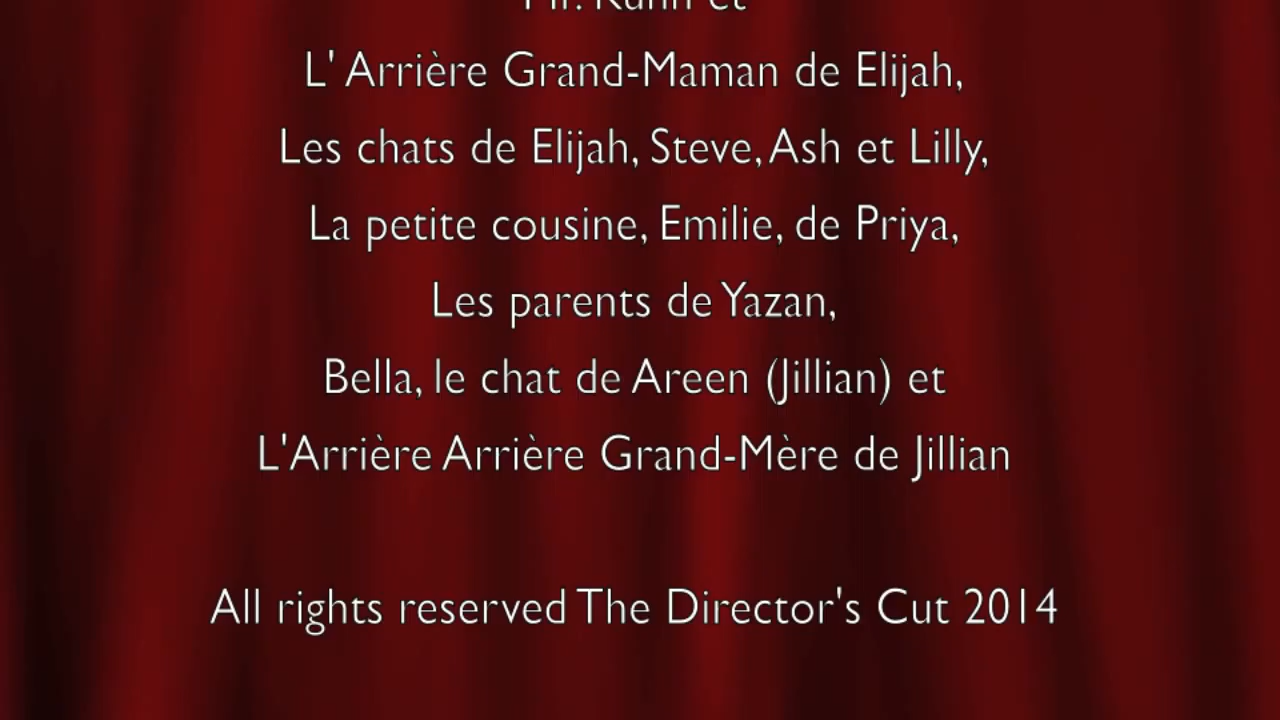 et
L' Arrière Grand-Maman de Elijah,
Les chats de Elijah, Steve, Ash et Lilly,
La petite cousine, Emilie, de Priya,
Les parents de Yazan,
Bella, le chat de Areen (Jillian) et
L'Arrière Arrière Grand-Mère de Jillian
All rights reserved The Director's Cut 2014